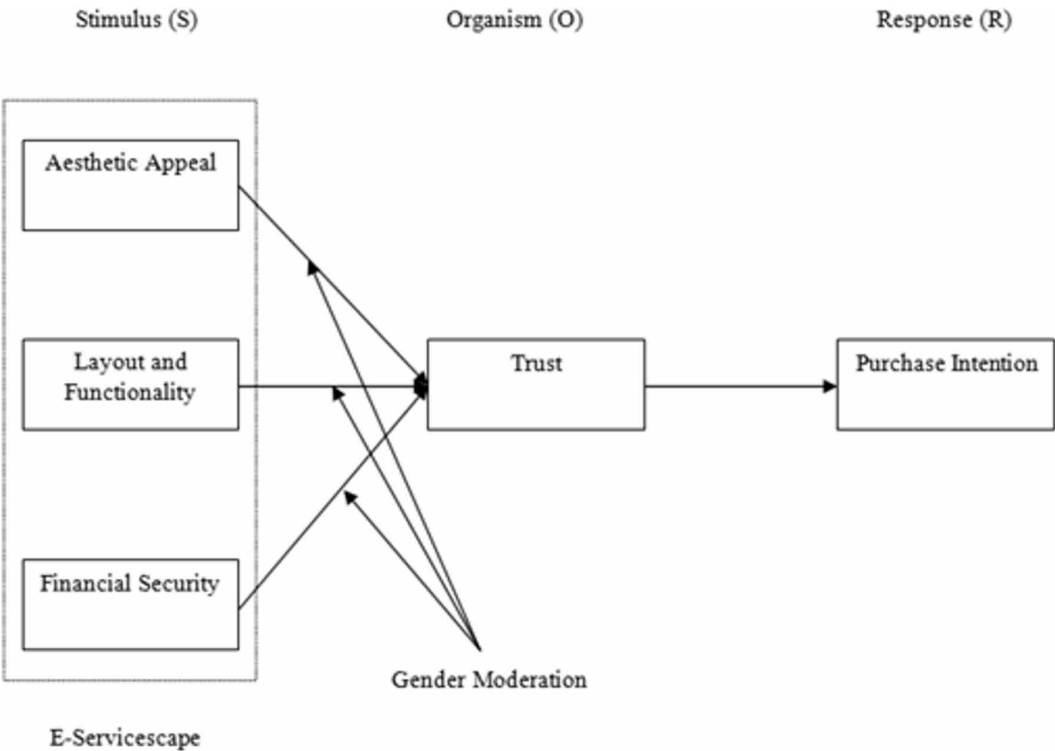 Stimulus (S)
Organism (O)
Response (R)
Aesthetic Appeal
Layout and
Functionality
Trust
Purchase Intention
Financial Security
Gender Moderation
E-Servicescape